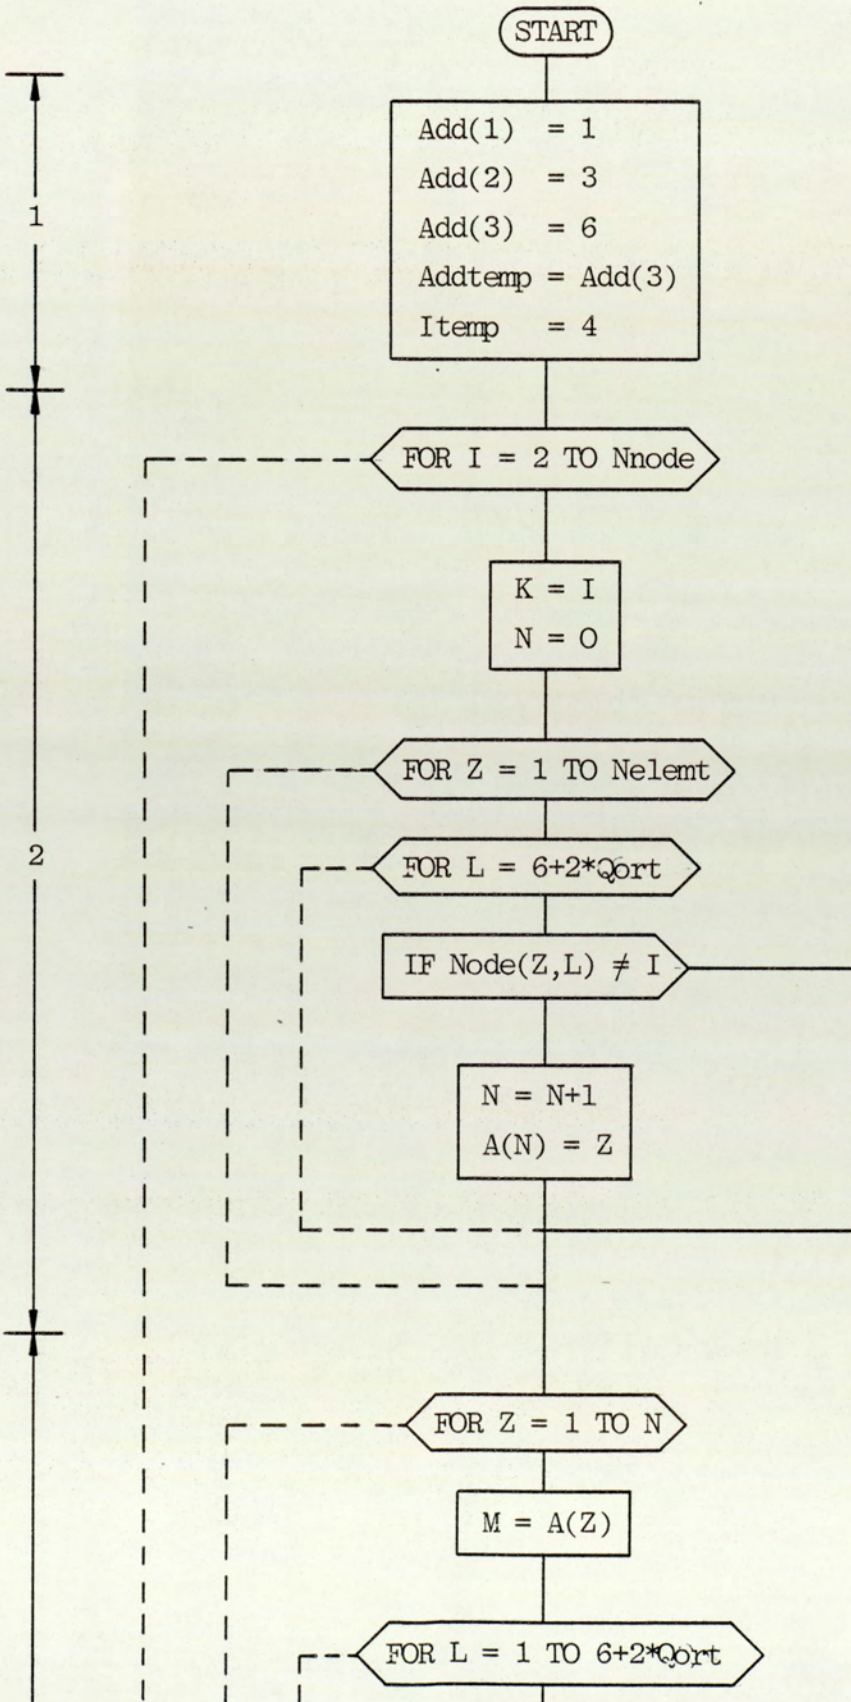 START
Add(1) = 1
Add(2) = 3
Add(3) = 6
Addtemp = Add(3)
Itemp = 4
1
FOR I = 2 TO Nnode
K = I
N = O
FOR Z = 1 TO Nelemt
2
FOR L = 6+2*Qort
IF Node(Z,L) ≠ I
N = N+1
A(N) = Z
FOR Z = 1 TO N
M = A(Z)
FOR L = 1 TO 6+2*Qort